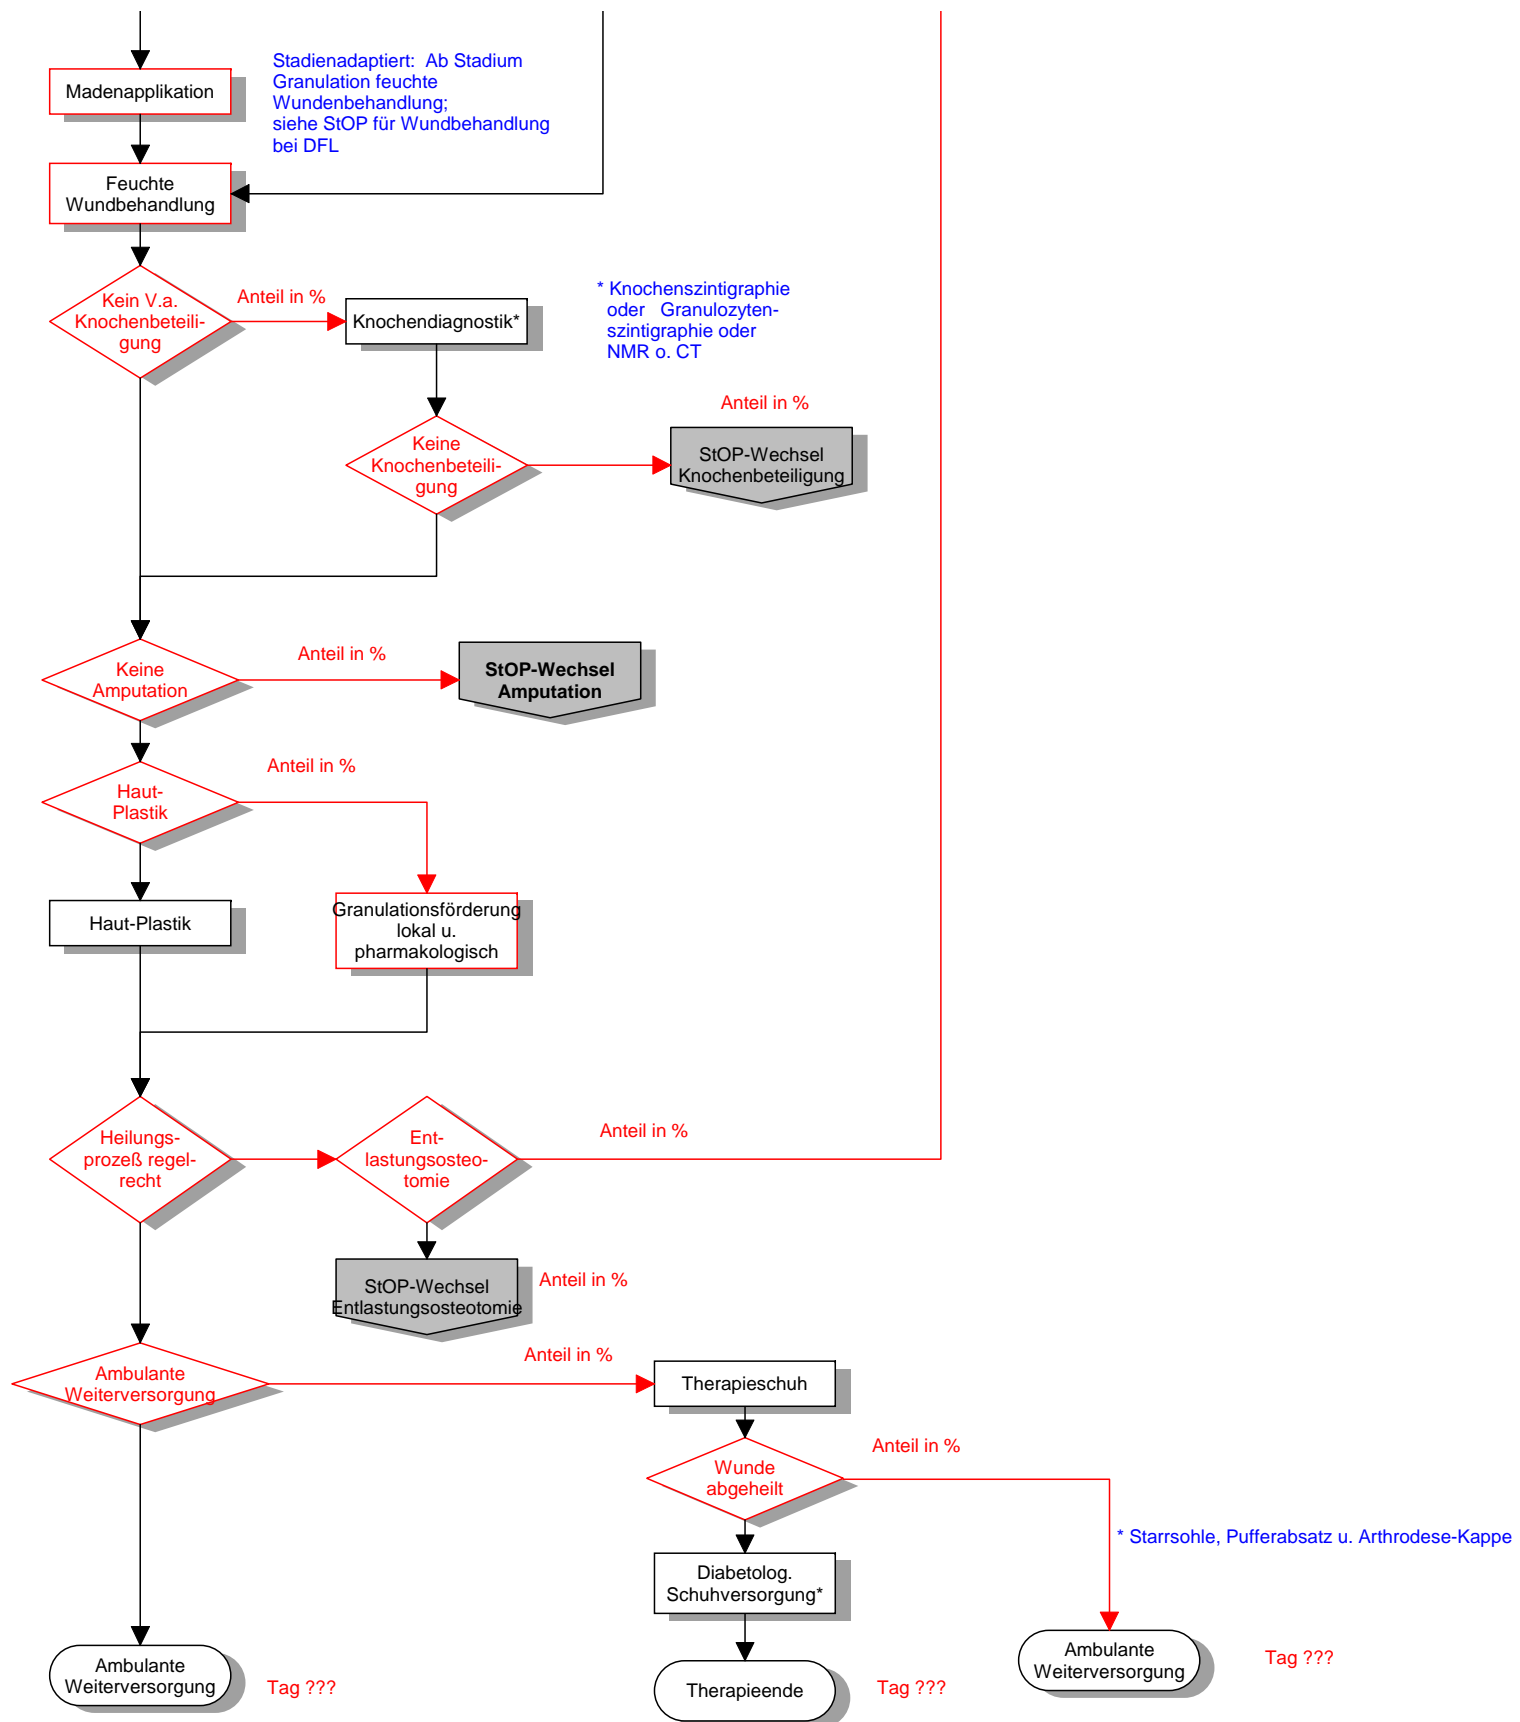 Stadienadaptiert:  Ab Stadium
Granulation feuchte
Wundenbehandlung;
siehe StOP für Wundbehandlung
bei DFL
Madenapplikation
Feuchte
Wundbehandlung
Kein V.a.
Knochenbeteili-
gung
Anteil in %
Knochendiagnostik*
* Knochenszintigraphie
oder   Granulozyten-
szintigraphie oder
NMR o. CT
Keine
Knochenbeteili-
gung
Anteil in %
StOP-Wechsel
Knochenbeteiligung
Keine
Amputation
Anteil in %
StOP-Wechsel
Amputation
Haut-
Plastik
Anteil in %
Haut-Plastik
Granulationsförderung
lokal u.
pharmakologisch
Heilungs-
prozeß regel-
recht
Ent-
lastungsosteo-
tomie
Anteil in %
StOP-Wechsel
Entlastungsosteotomie
Anteil in %
Ambulante
Weiterversorgung
Anteil in %
Therapieschuh
Wunde
abgeheilt
Anteil in %
* Starrsohle, Pufferabsatz u. Arthrodese-Kappe
Diabetolog.
Schuhversorgung*
Ambulante
Weiterversorgung
Tag ???
Therapieende
Tag ???
Ambulante
Weiterversorgung
Tag ???